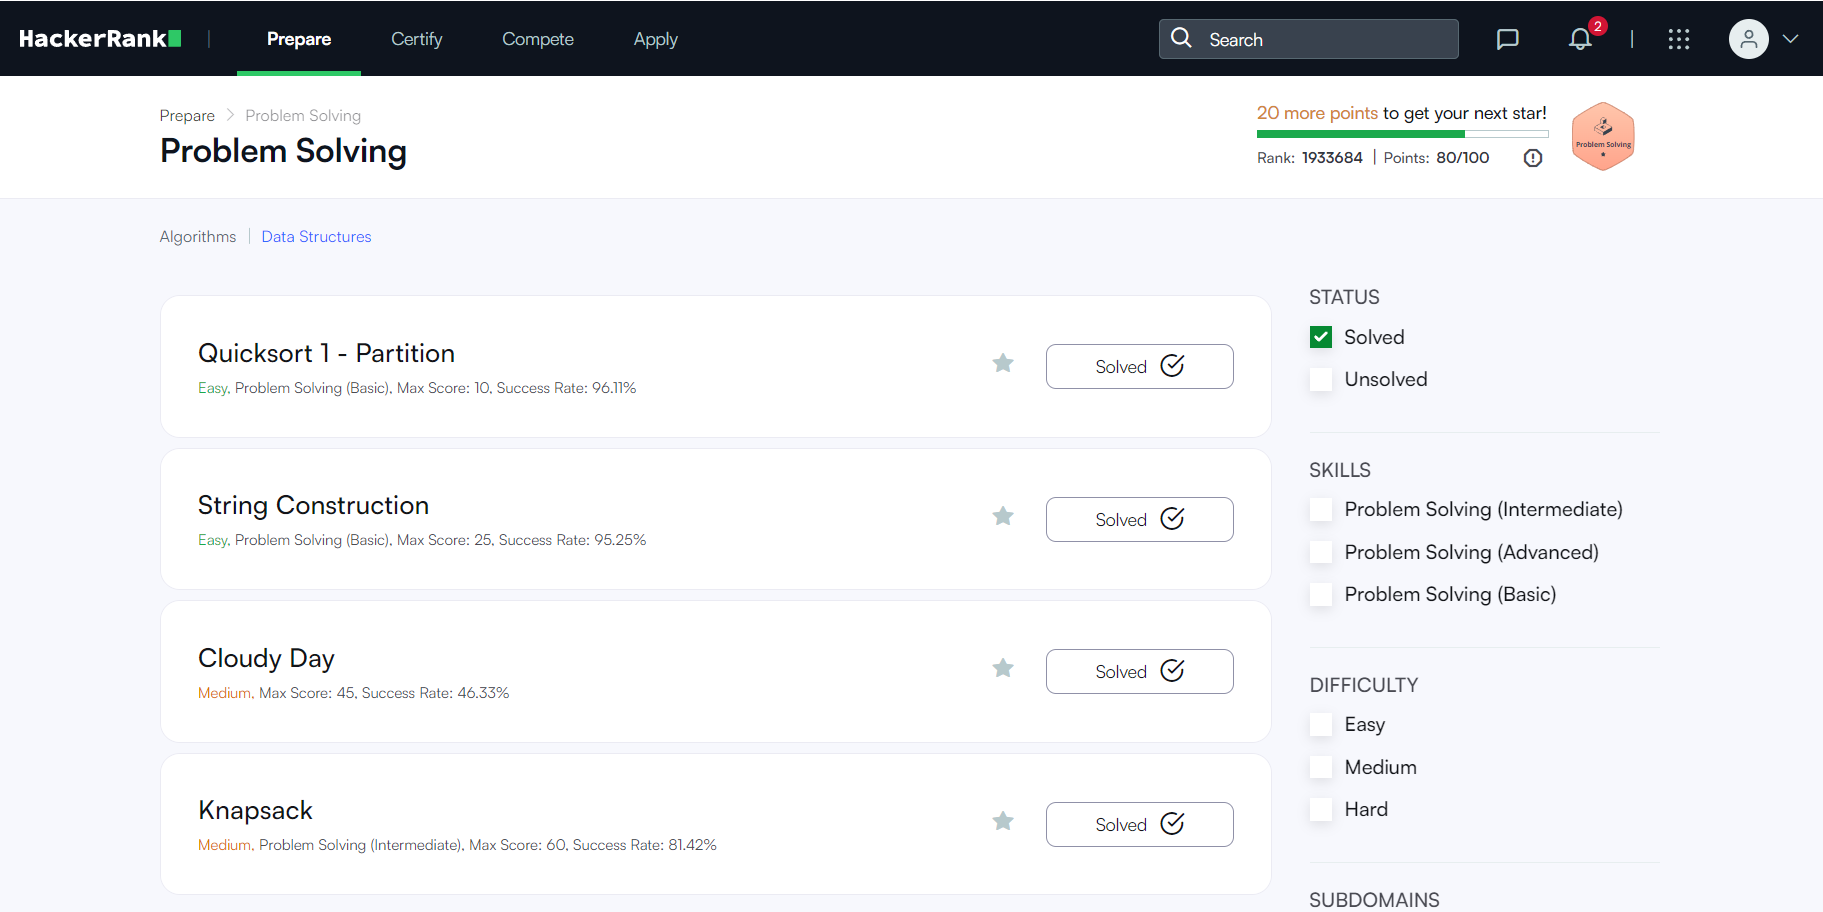 HackerRank
Prepare
Certify
Compete
Apply
Search
2
Prepare > Problem Solving
Problem Solving
20 more points to get your next star!
Rank: 1933684 | Points: 80/100
Problem Solving
Algorithms | Data Structures
Quicksort 1 - Partition
Easy, Problem Solving (Basic), Max Score: 10, Success Rate: 96.11%
Solved
String Construction
Easy, Problem Solving (Basic), Max Score: 25, Success Rate: 95.25%
Solved
Cloudy Day
Medium, Max Score: 45, Success Rate: 46.33%
Solved
Knapsack
Medium, Problem Solving (Intermediate), Max Score: 60, Success Rate: 81.42%
Solved
STATUS
Solved
Unsolved
SKILLS
Problem Solving (Intermediate)
Problem Solving (Advanced)
Problem Solving (Basic)
DIFFICULTY
Easy
Medium
Hard
SUBDOMAINS